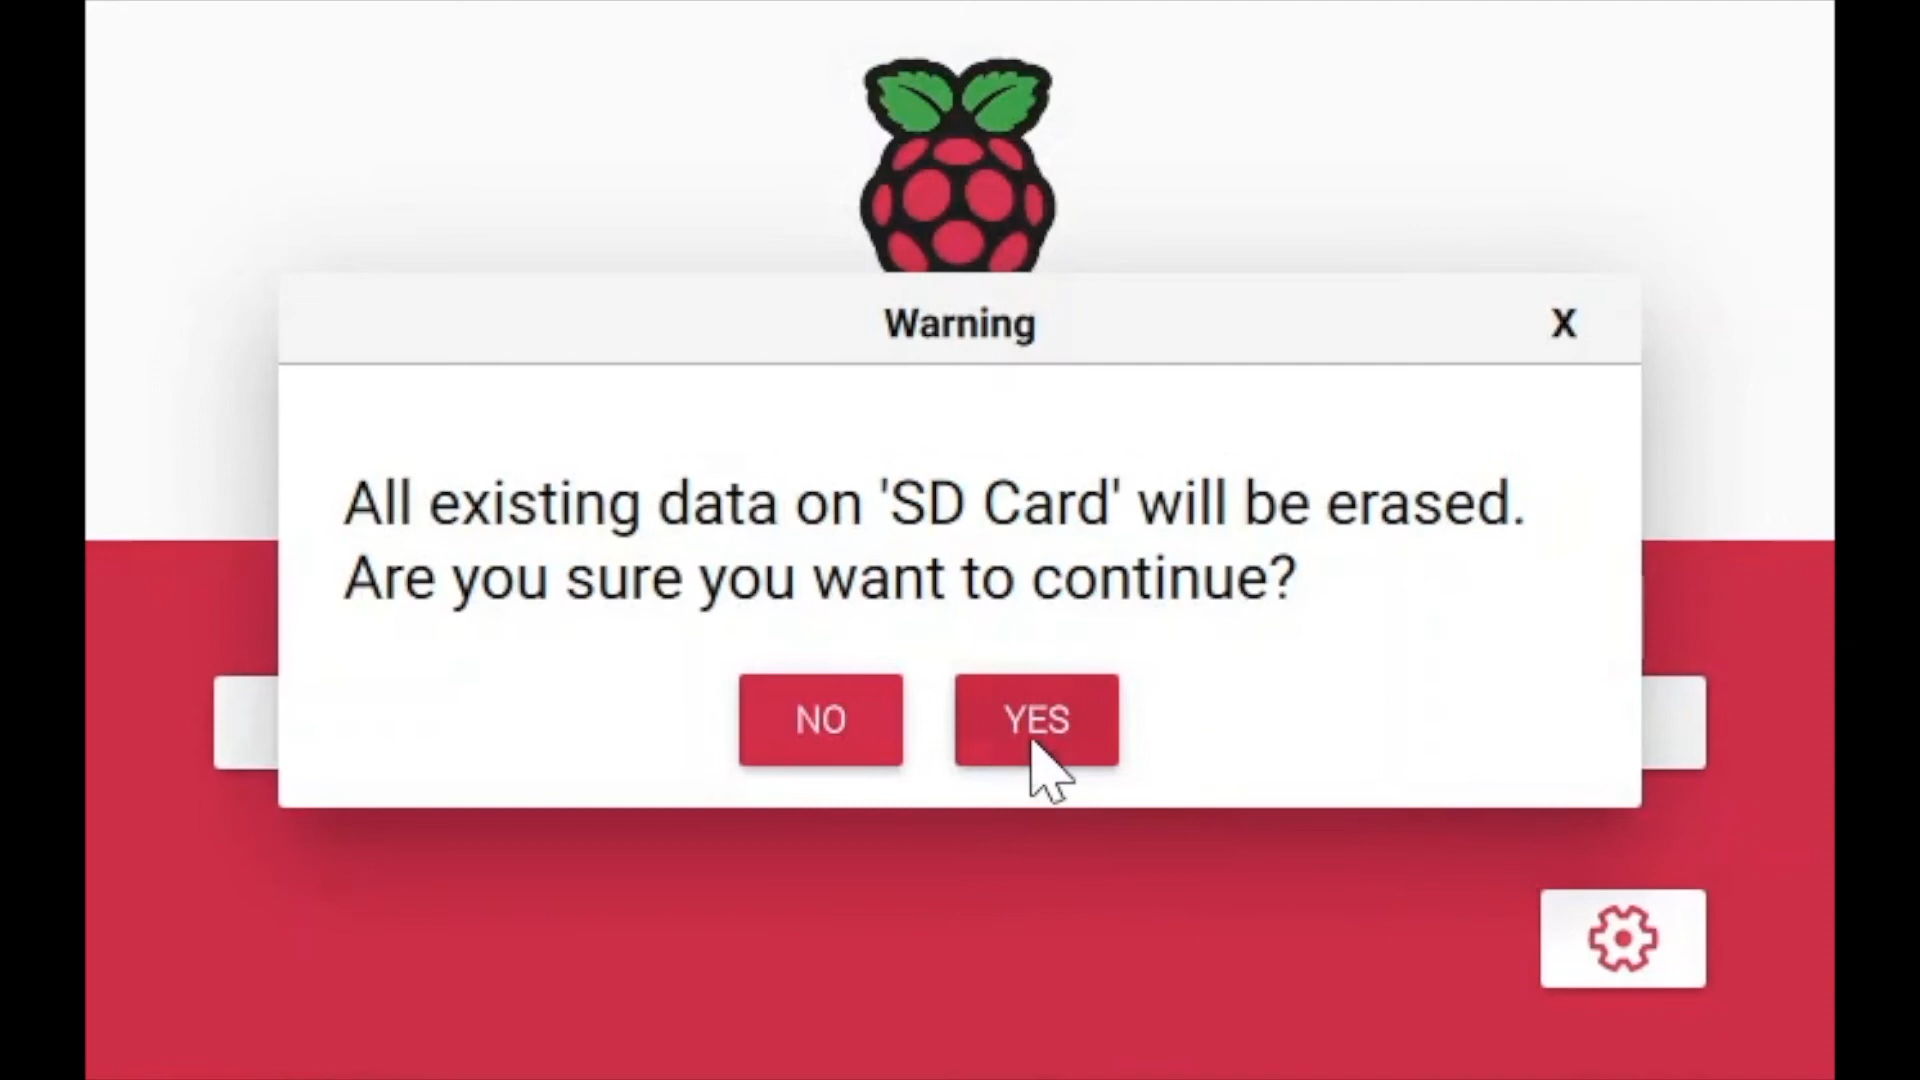 Warning X
All existing data on 'SD Card' will be erased.
Are you sure you want to continue?
NO YES